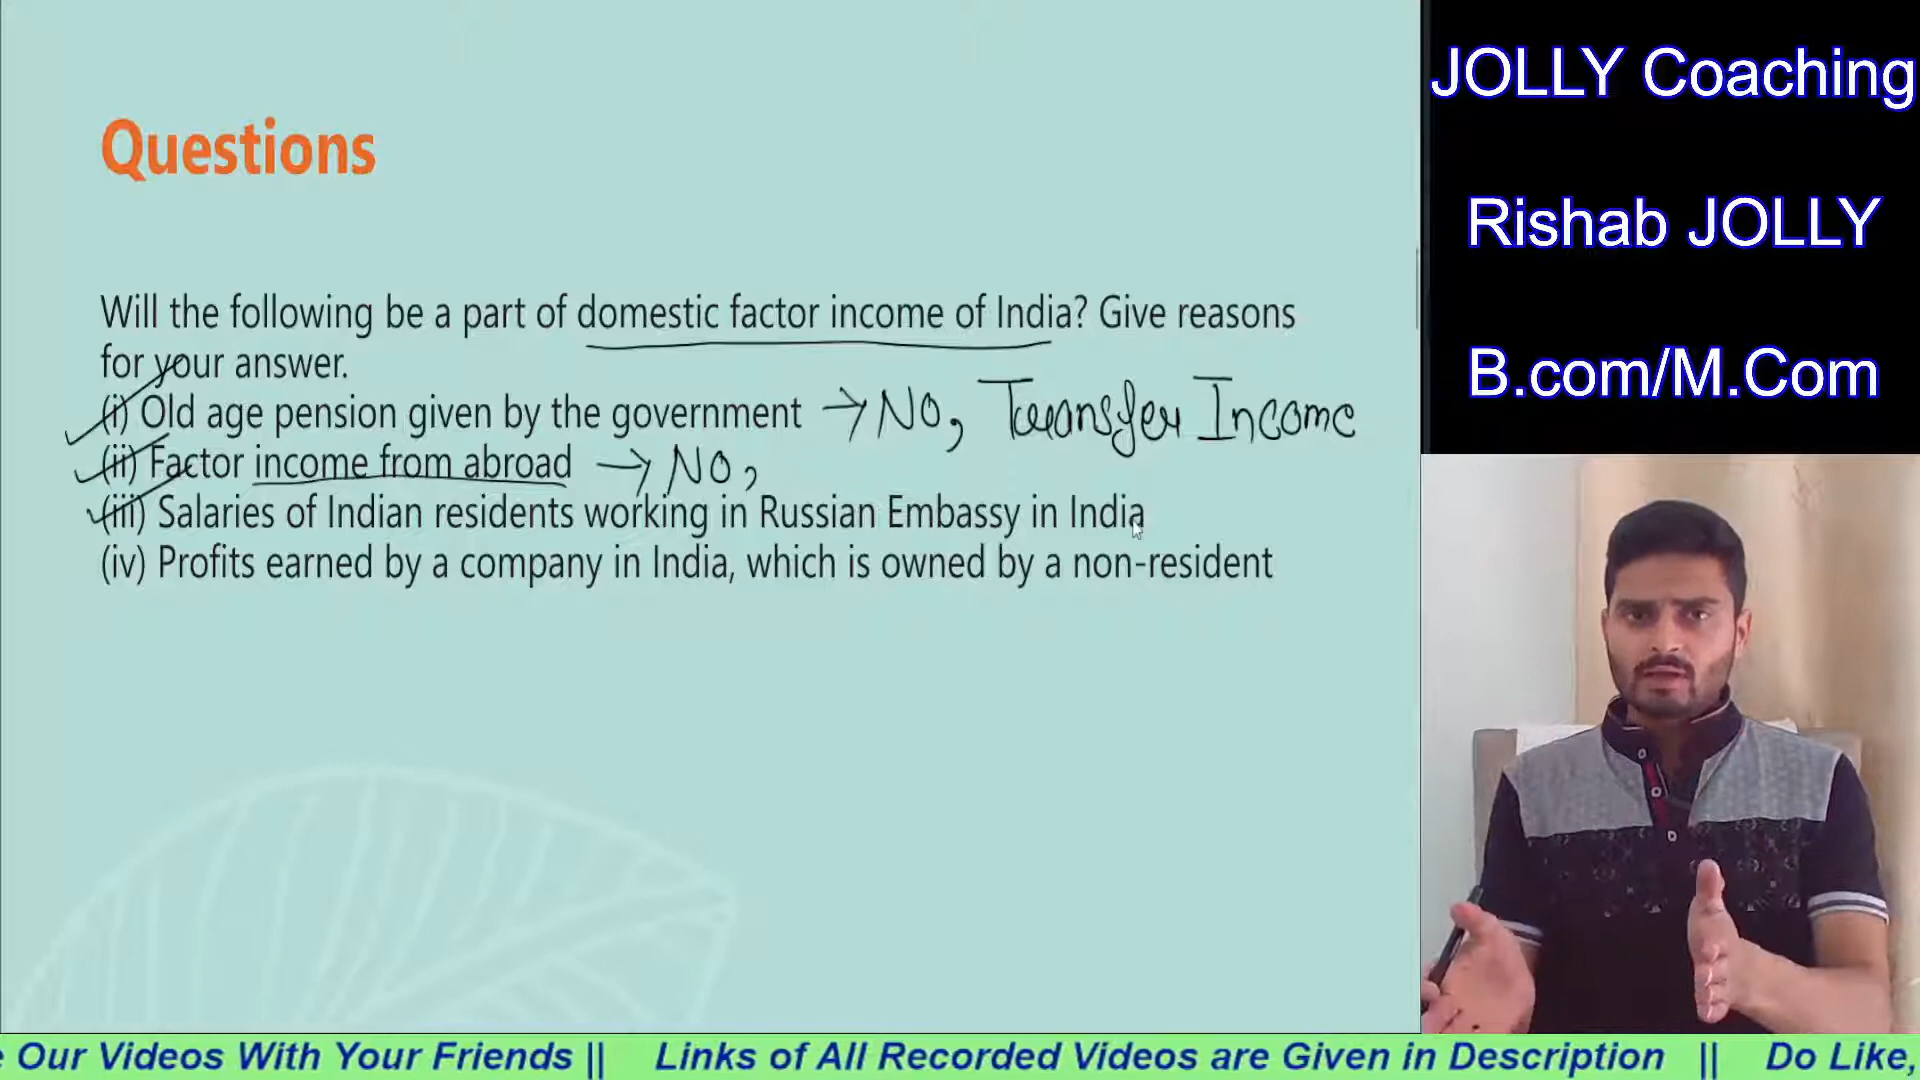 Questions
Will the following be a part of domestic factor income of India? Give reasons
for your answer.
(i) Old age pension given by the government → No, Transfer Income
(ii) Factor income from abroad → No,
(iii) Salaries of Indian residents working in Russian Embassy in India
(iv) Profits earned by a company in India, which is owned by a non-resident
JOLLY Coaching
Rishab JOLLY
B.com/M.Com
e Our Videos With Your Friends || Links of All Recorded Videos are Given in Description || Do Like,